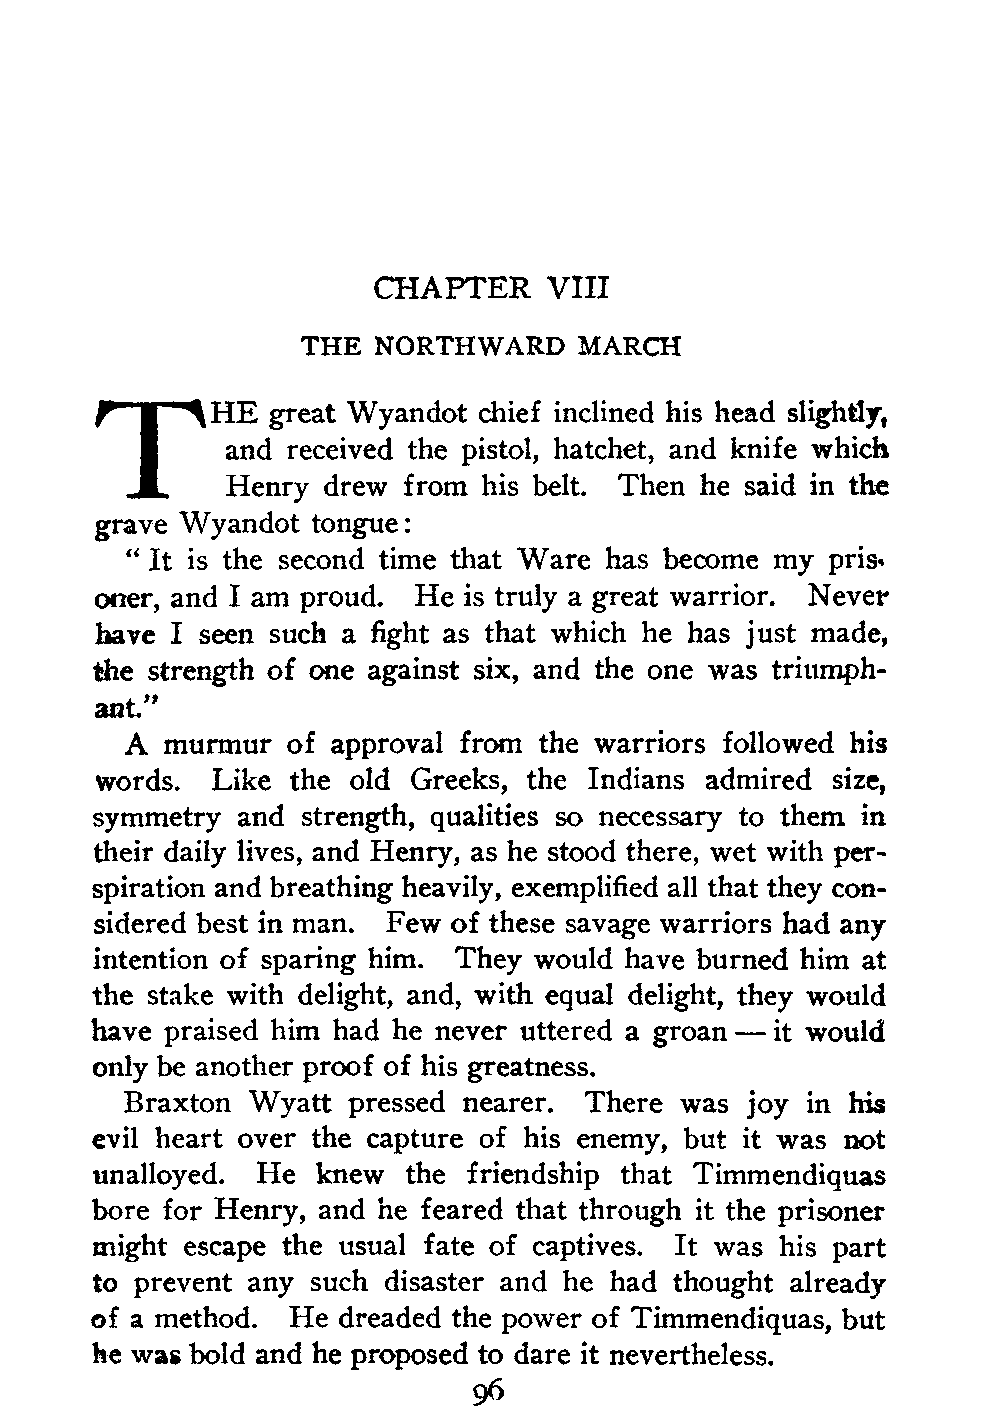 CHAPTER VIII
THE NORTHWARD MARCH
THE great Wyandot chief inclined his head slightly,
and received the pistol, hatchet, and knife which
Henry drew from his belt. Then he said in the
grave Wyandot tongue:
“It is the second time that Ware has become my pris-
oner, and I am proud. He is truly a great warrior. Never
have I seen such a fight as that which he has just made,
the strength of one against six, and the one was triumph-
ant.”
A murmur of approval from the warriors followed his
words. Like the old Greeks, the Indians admired size,
symmetry and strength, qualities so necessary to them in
their daily lives, and Henry, as he stood there, wet with per-
spiration and breathing heavily, exemplified all that they con-
sidered best in man. Few of these savage warriors had any
intention of sparing him. They would have burned him at
the stake with delight, and, with equal delight, they would
have praised him had he never uttered a groan — it would
only be another proof of his greatness.
Braxton Wyatt pressed nearer. There was joy in his
evil heart over the capture of his enemy, but it was not
unalloyed. He knew the friendship that Timmendiquas
bore for Henry, and he feared that through it the prisoner
might escape the usual fate of captives. It was his part
to prevent any such disaster and he had thought already
of a method. He dreaded the power of Timmendiquas, but
he was bold and he proposed to dare it nevertheless.
96